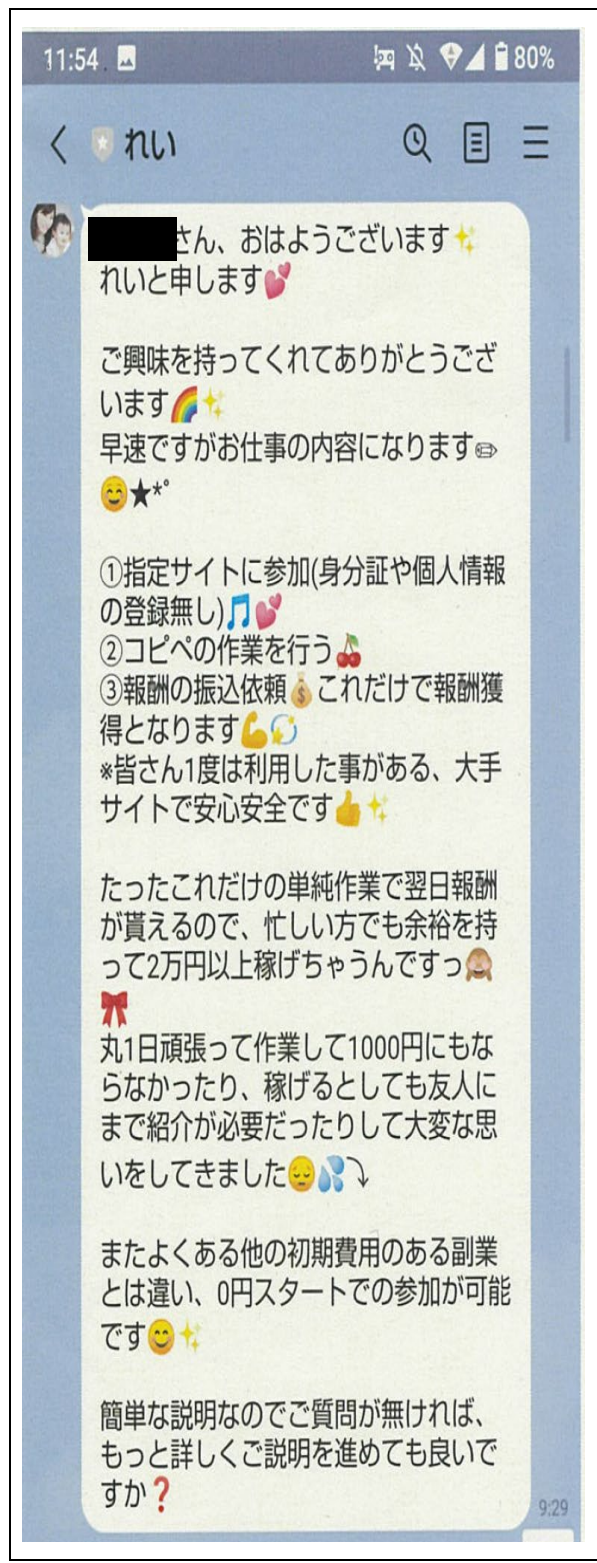 11:54
80%
れい
さん、おはようございます✨
れいと申します💕
ご興味を持ってくれてありがとうござ
います🌈✨
早速ですがお仕事の内容になります✏
😊★*ﾟ
①指定サイトに参加(身分証や個人情報
の登録無し)🎵💕
②コピペの作業を行う🍒
③報酬の振込依頼💰これだけで報酬獲
得となります💪💫
※皆さん1度は利用した事がある、大手
サイトで安心安全です👍✨
たったこれだけの単純作業で翌日報酬
が貰えるので、忙しい方でも余裕を持
って2万円以上稼げちゃうんですっ🙈
🎀
丸1日頑張って作業して1000円にもな
らなかったり、稼げるとしても友人に
まで紹介が必要だったりして大変な思
いをしてきました😔💦⤵
またよくある他の初期費用のある副業
とは違い、0円スタートでの参加が可能
です😊✨
簡単な説明なのでご質問が無ければ、
もっと詳しくご説明を進めても良いで
すか❓
9:29